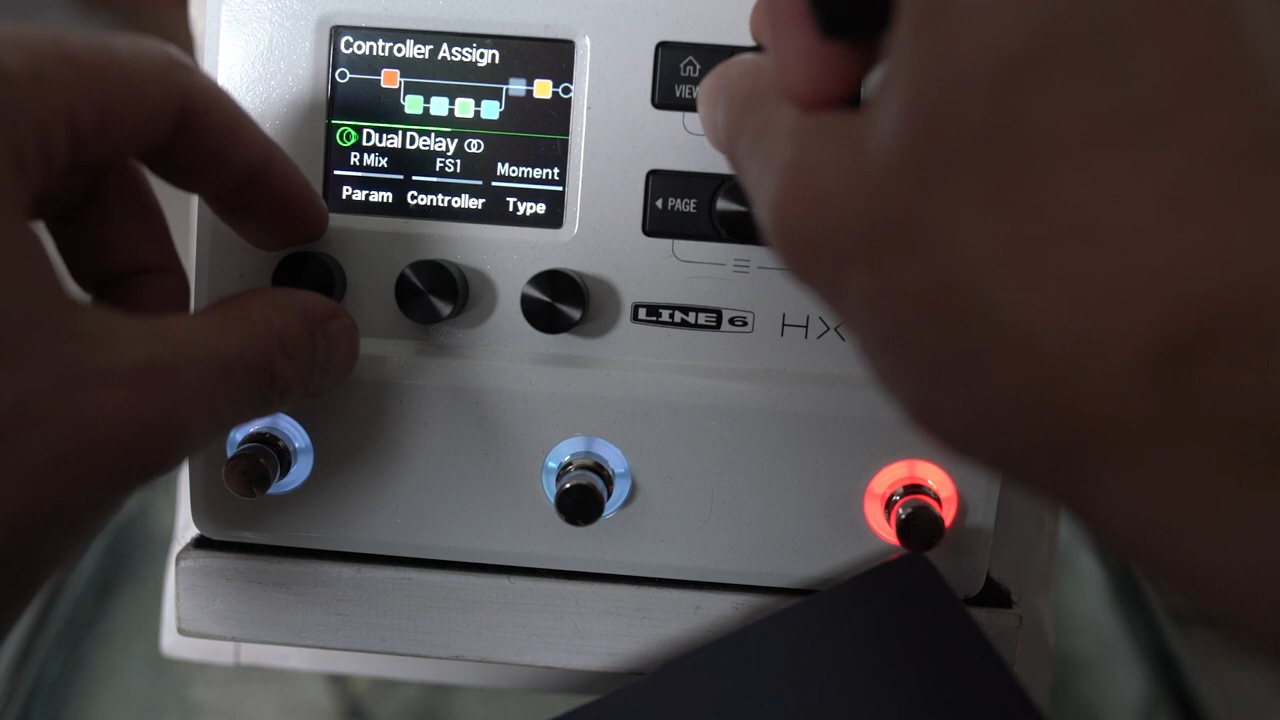 Controller Assign
Dual Delay
R Mix FS1 Moment
Param Controller Type
VIEW
PAGE
LINE 6 HX